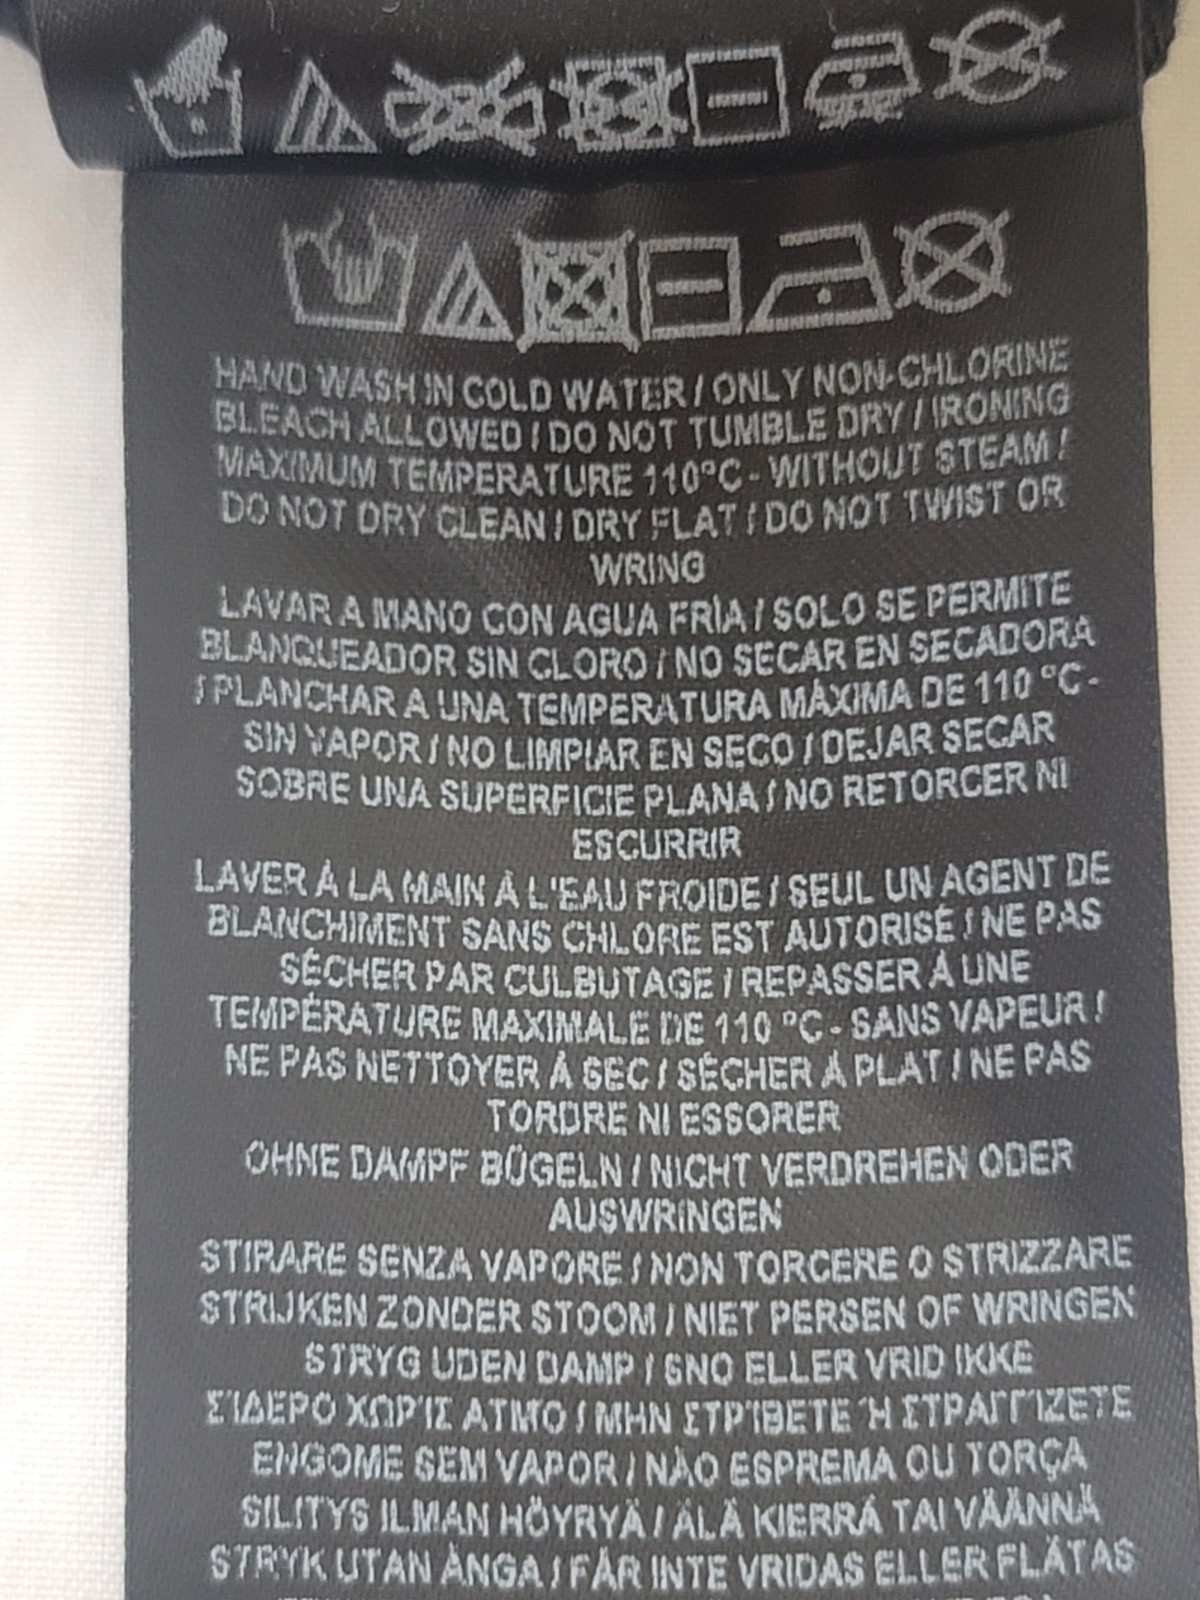 HAND WASH IN COLD WATER / ONLY NON-CHLORINE
BLEACH ALLOWED / DO NOT TUMBLE DRY / IRONING
MAXIMUM TEMPERATURE 110°C - WITHOUT STEAM /
DO NOT DRY CLEAN / DRY FLAT / DO NOT TWIST OR
WRING
LAVAR A MANO CON AGUA FRÌA / SOLO SE PERMITE
BLANQUEADOR SIN CLORO / NO SECAR EN SECADORA
/ PLANCHAR A UNA TEMPERATURA MÁXIMA DE 110 °C -
SIN VAPOR / NO LIMPIAR EN SECO / DEJAR SECAR
SOBRE UNA SUPERFICIE PLANA / NO RETORCER NI
ESCURRIR
LAVER À LA MAIN À L'EAU FROIDE / SEUL UN AGENT DE
BLANCHIMENT SANS CHLORE EST AUTORISÉ / NE PAS
SÉCHER PAR CULBUTAGE / REPASSER À UNE
TEMPÉRATURE MAXIMALE DE 110 °C - SANS VAPEUR /
NE PAS NETTOYER À SEC / SÉCHER À PLAT / NE PAS
TORDRE NI ESSORER
OHNE DAMPF BÜGELN / NICHT VERDREHEN ODER
AUSWRINGEN
STIRARE SENZA VAPORE / NON TORCERE O STRIZZARE
STRIJKEN ZONDER STOOM / NIET PERSEN OF WRINGEN
STRYG UDEN DAMP / SNO ELLER VRID IKKE
ΣΊΔΕΡΟ ΧΩΡΊΣ ΑΤΜΟ / ΜΗΝ ΣΤΡΊΒΕΤΕ Ή ΣΤΡΑΓΓΊΖΕΤΕ
ENGOME SEM VAPOR / NÃO ESPREMA OU TORÇA
SILITYS ILMAN HÖYRYÄ / ÄLÄ KIERRÄ TAI VÄÄNNÄ
STRYK UTAN ÅNGA / FÅR INTE VRIDAS ELLER FLÄTAS